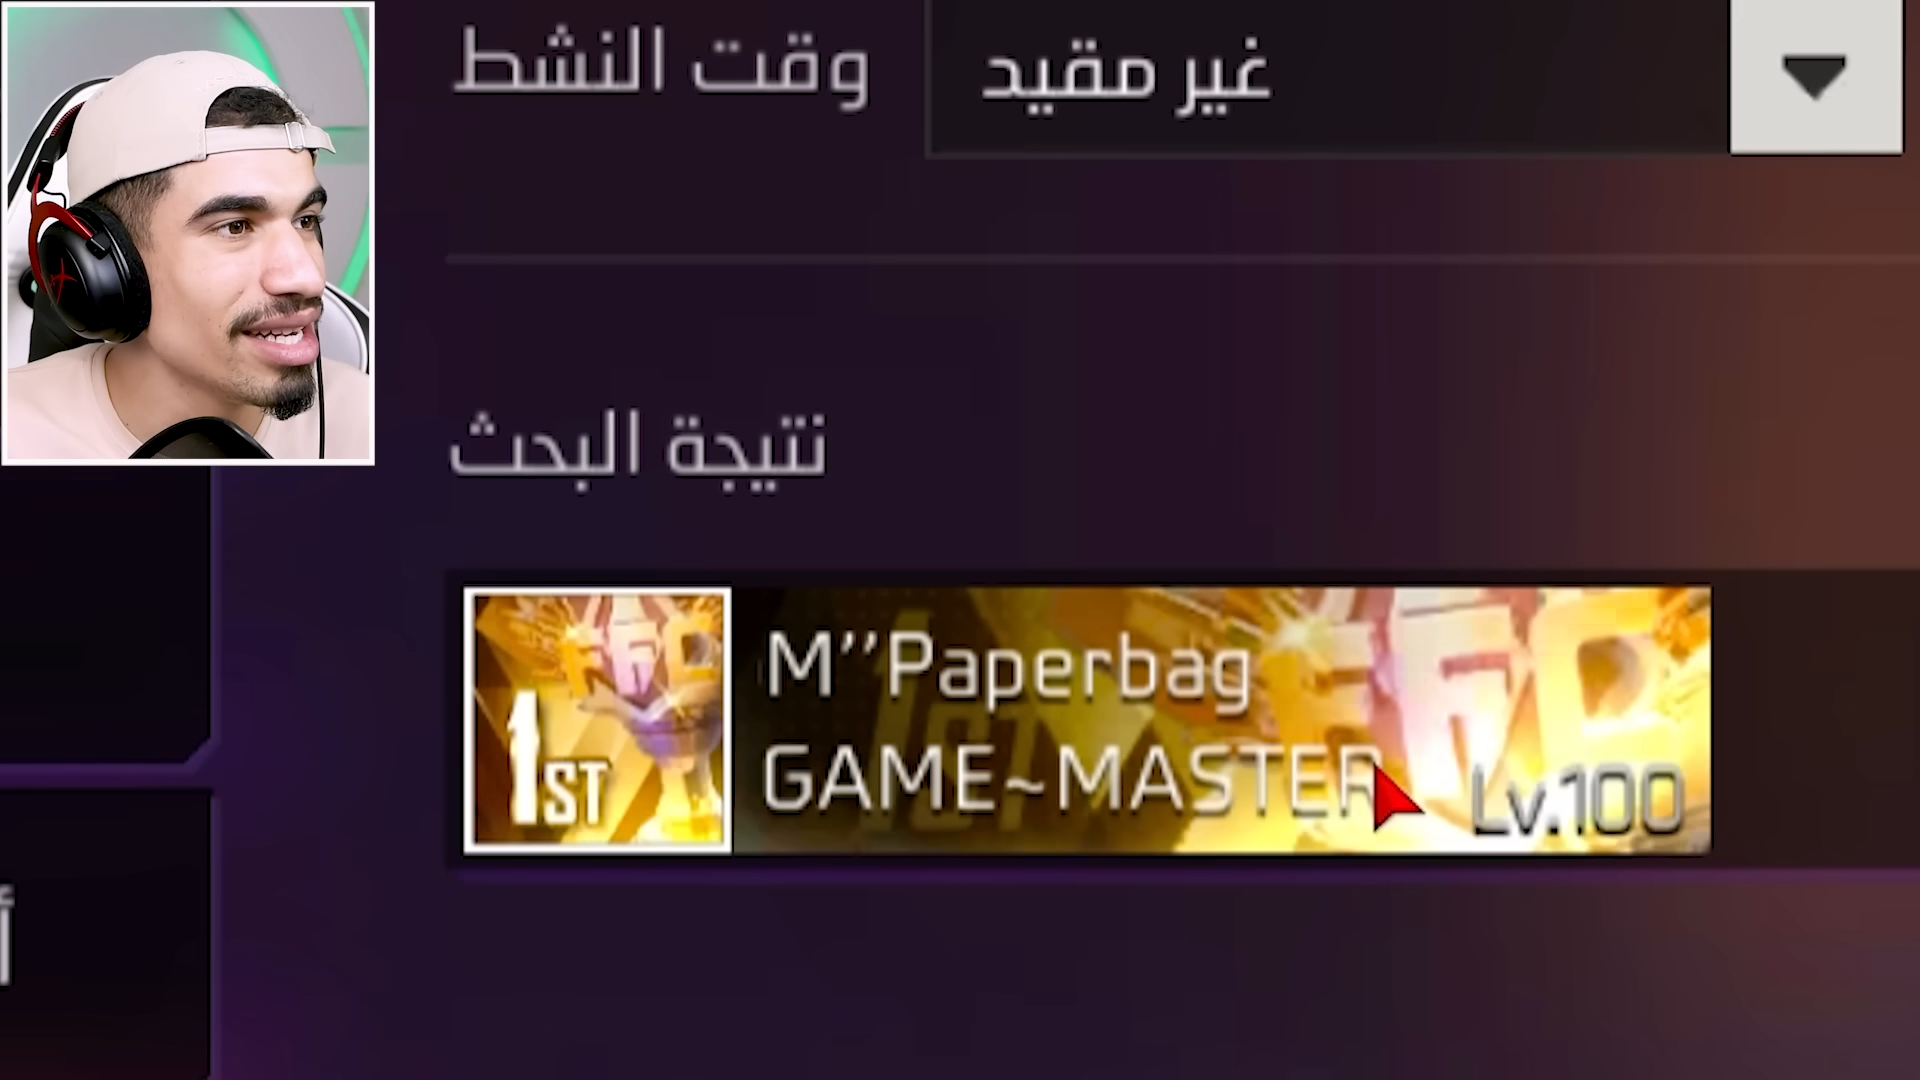 وقت النشط
غير مقيد
نتيجة البحث
1ST
M’’Paperbag
GAME~MASTER
Lv.100